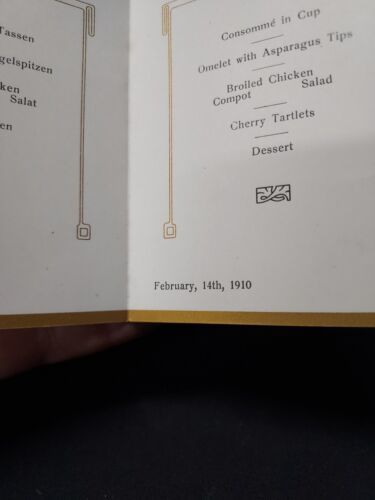 Tassen
gelspitzen
ken
Salat
en
Consommé in Cup
Omelet with Asparagus Tips
Broiled Chicken
Compot Salad
Cherry Tartlets
Dessert
February, 14th, 1910